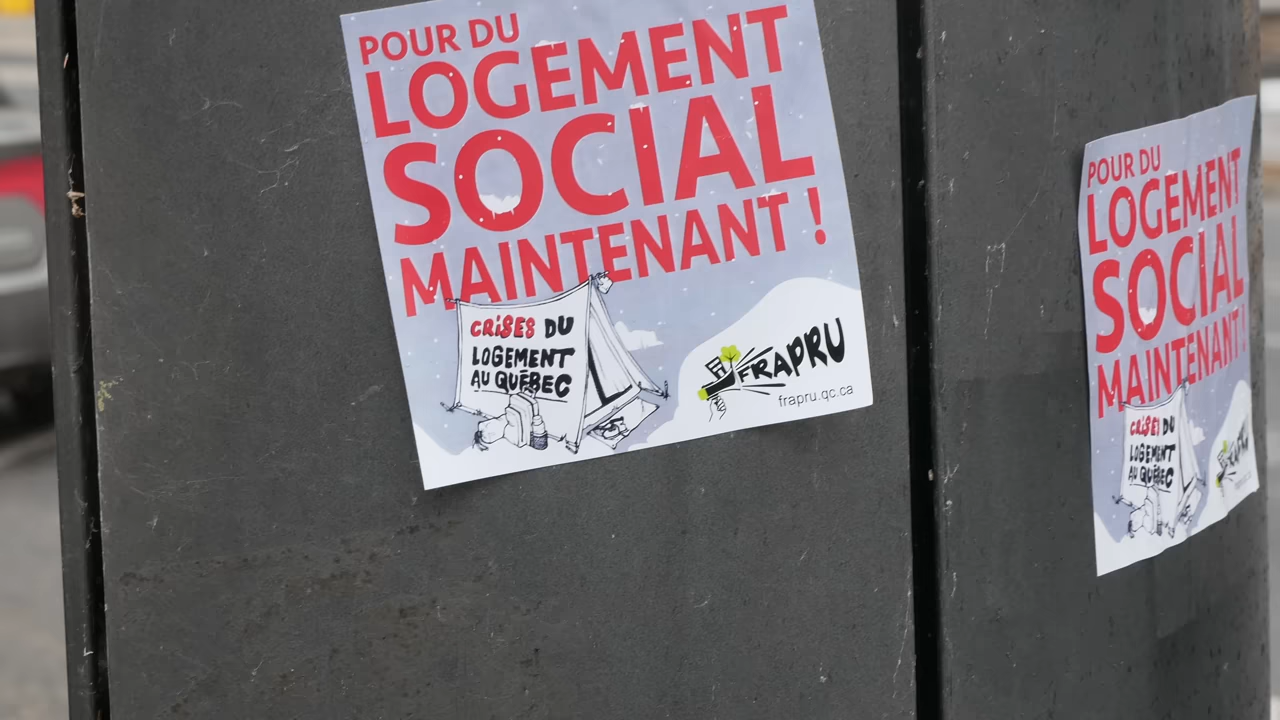 POUR DU
LOGEMENT
SOCIAL
MAINTENANT !
CRISES DU
LOGEMENT
AU QUÉBEC
FRAPRU
frapru.qc.ca
POUR DU
LOGEMENT
SOCIAL
MAINTENANT !
CRISES DU
LOGEMENT
AU QUÉBEC